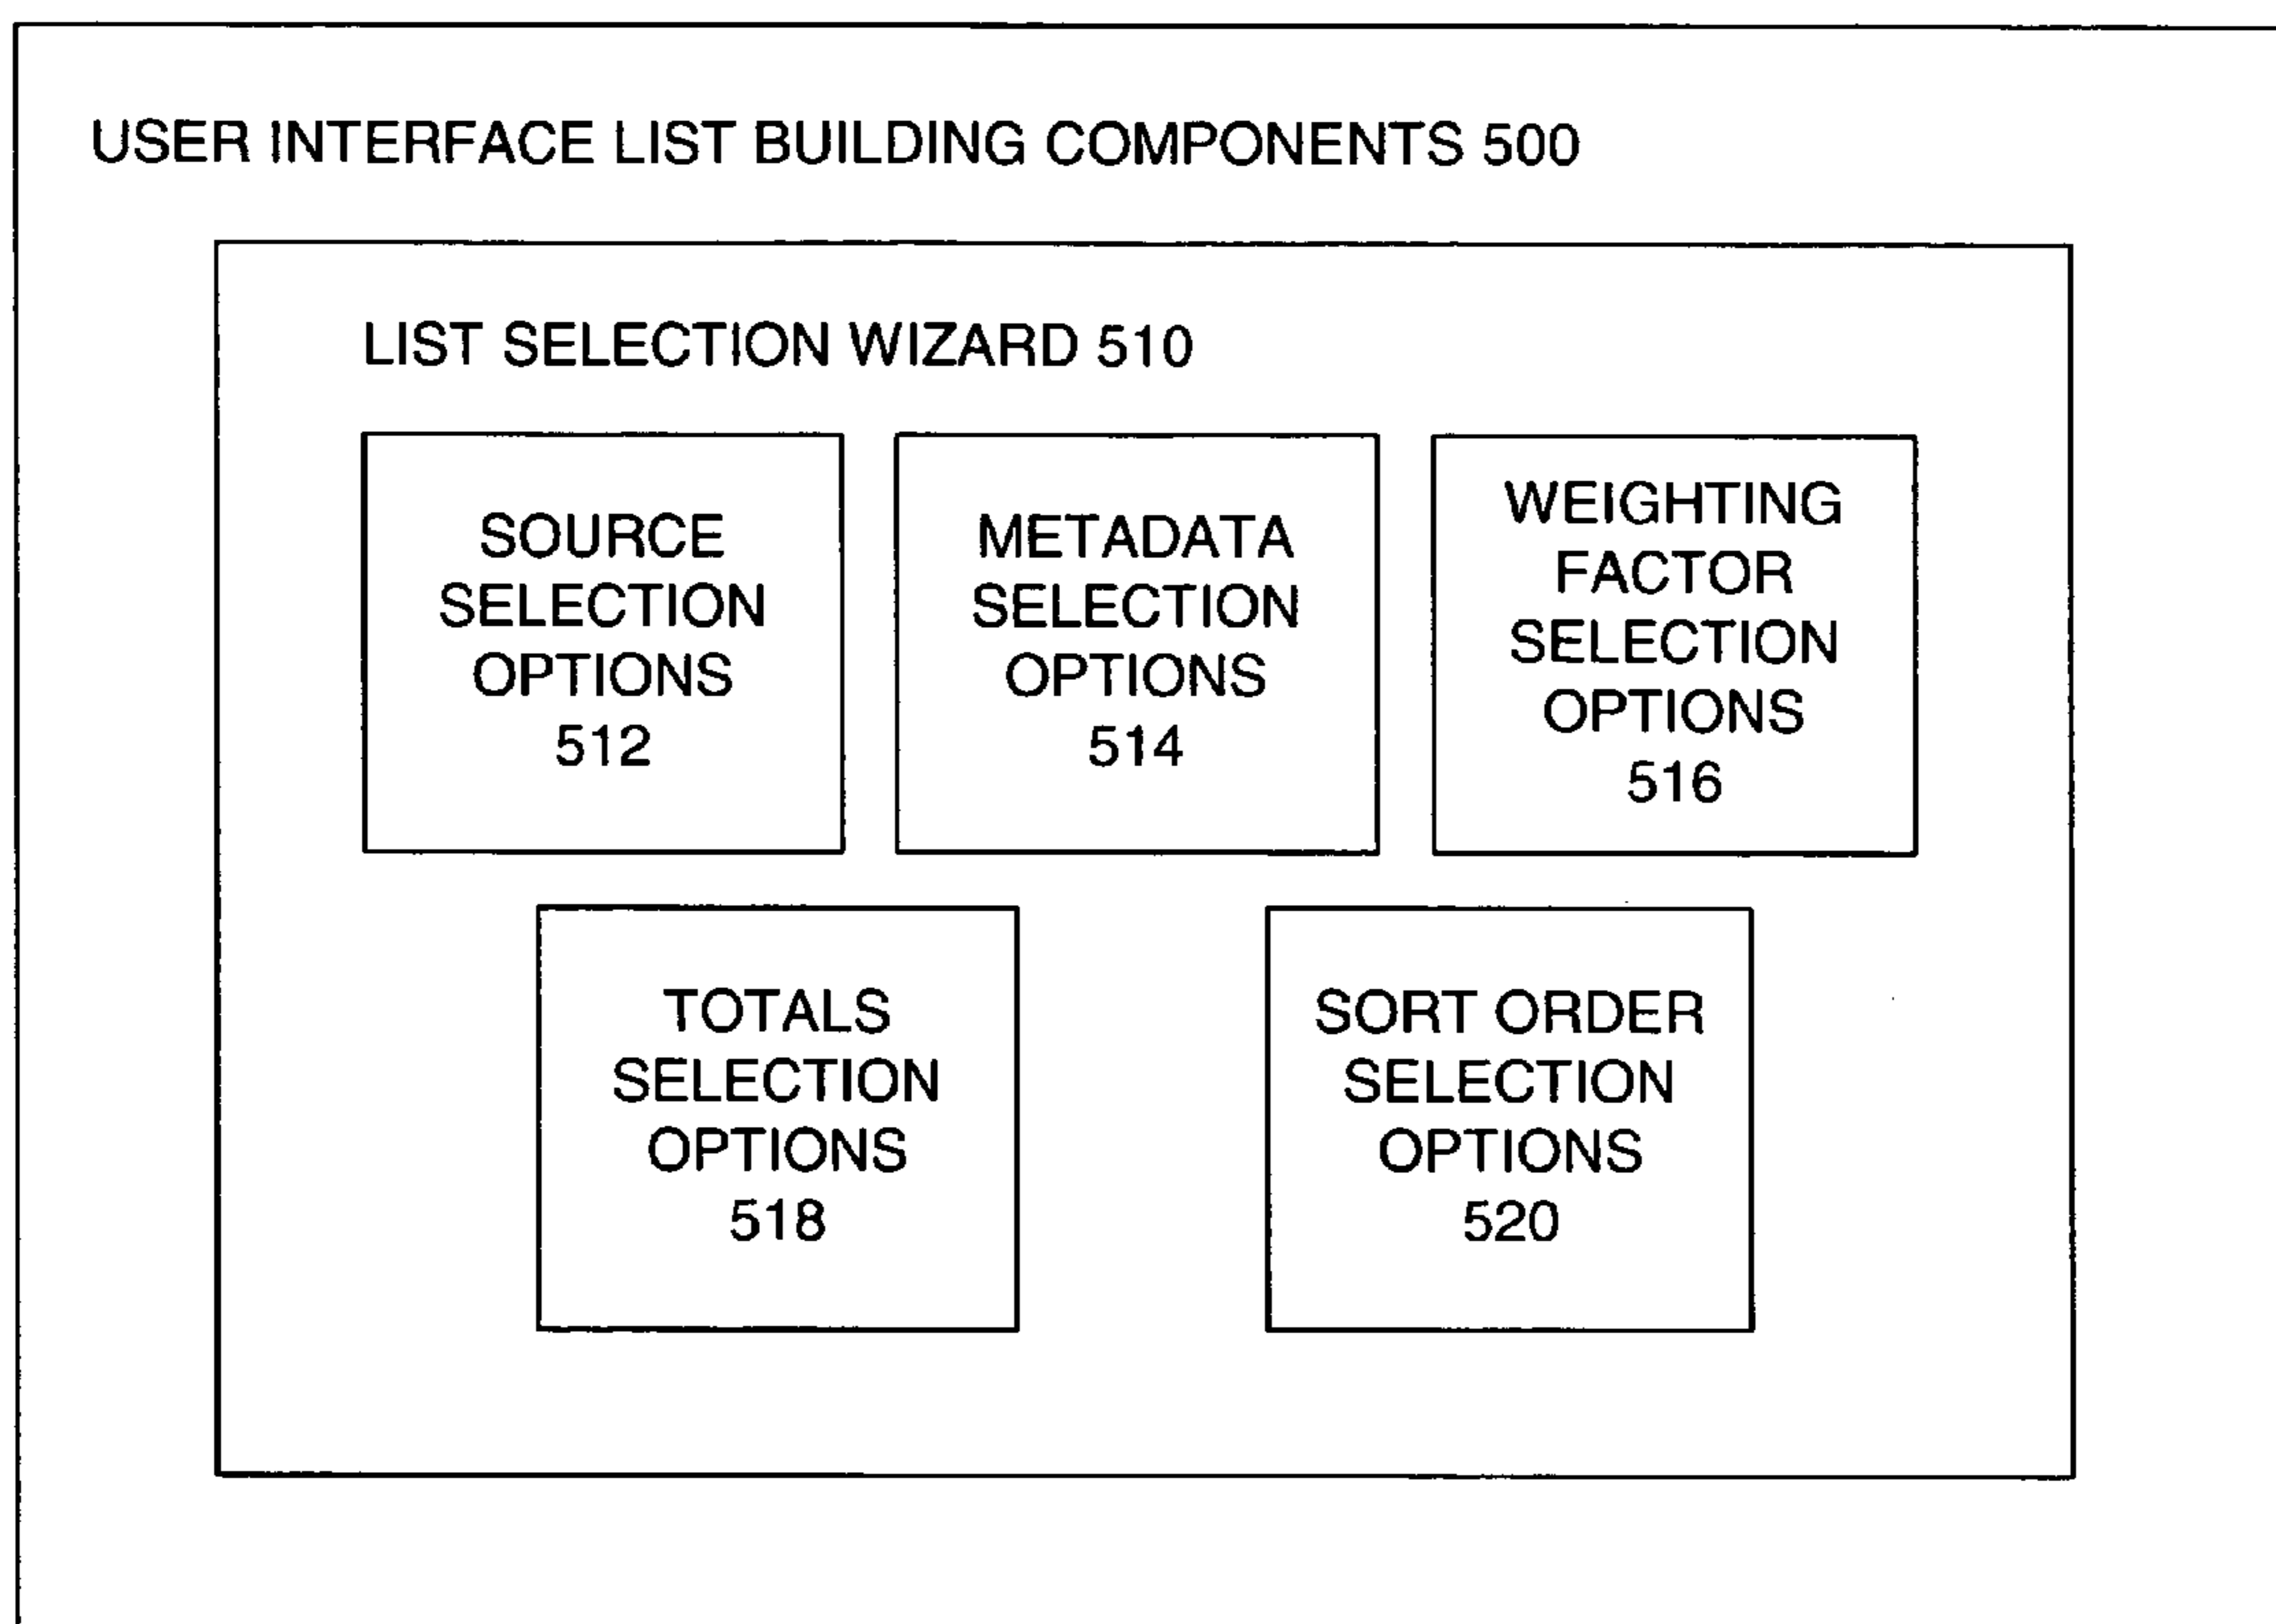 USER INTERFACE LIST BUILDING COMPONENTS 500
LIST SELECTION WIZARD 510
SOURCE
SELECTION
OPTIONS
512
METADATA
SELECTION
OPTIONS
514
WEIGHTING
FACTOR
SELECTION
OPTIONS
516
TOTALS
SELECTION
OPTIONS
518
SORT ORDER
SELECTION
OPTIONS
520